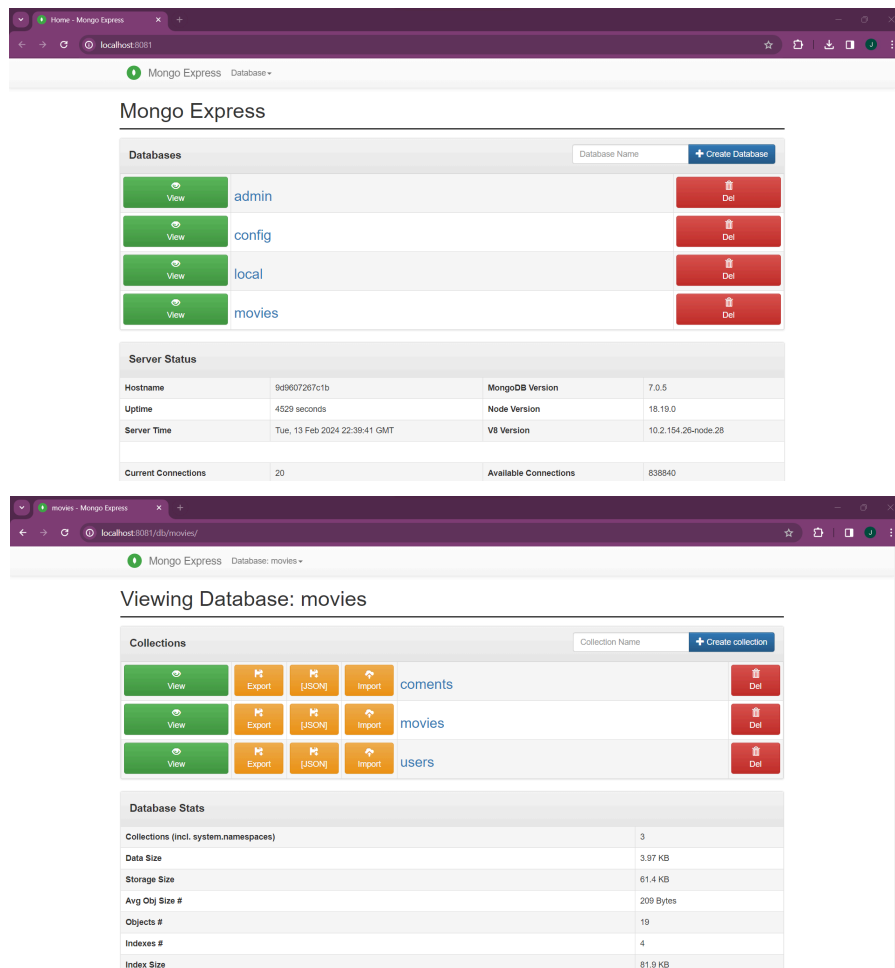 Home - Mongo Express
localhost:8081
J
Mongo Express Database
Mongo Express
Databases
Database Name
Create Database
View
admin
Del
View
config
Del
View
local
Del
View
movies
Del
Server Status
Hostname 9d9607267c1b MongoDB Version 7.0.5
Uptime 4529 seconds Node Version 18.19.0
Server Time Tue, 13 Feb 2024 22:39:41 GMT V8 Version 10.2.154.26-node.28
Current Connections 20 Available Connections 838840
movies - Mongo Express
localhost:8081/db/movies/
J
Mongo Express Database: movies
Viewing Database: movies
Collections
Collection Name
Create collection
View Export [JSON] Import coments Del
View Export [JSON] Import movies Del
View Export [JSON] Import users Del
Database Stats
Collections (incl. system.namespaces) 3
Data Size 3.97 KB
Storage Size 61.4 KB
Avg Obj Size # 209 Bytes
Objects # 19
Indexes # 4
Index Size 81.9 KB